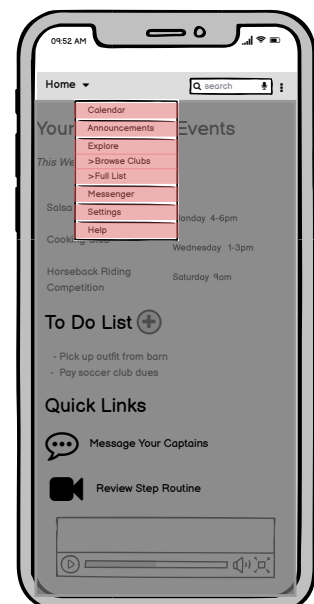 09:52 AM
Home
search
Calendar
Announcements
Explore
>Browse Clubs
>Full List
Messenger
Settings
Help
Your Events
This We
Salsa
onday 4-6pm
Cooking Club
Wednesday 1-3pm
Horseback Riding
Competition
Saturday 9am
To Do List
- Pick up outfit from barn
- Pay soccer club dues
Quick Links
Message Your Captains
Review Step Routine